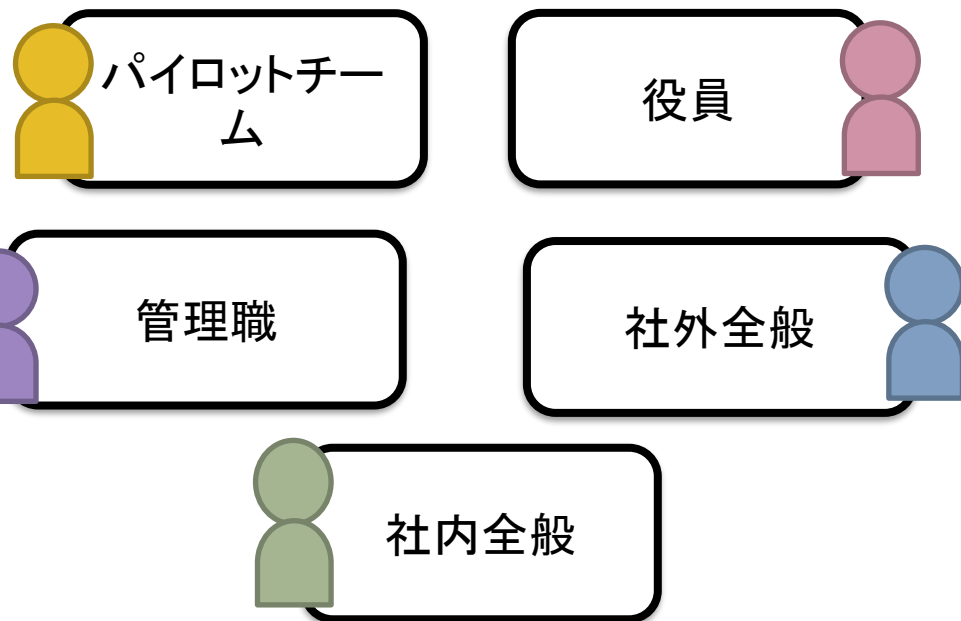 パイロットチー
ム
役員
管理職
社外全般
社内全般